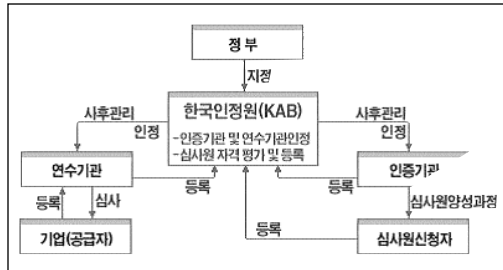 정 부
지정
한국인정원(KAB)
-인증기관 및 연수기관인정
-심사원 자격 평가 및 등록
사후관리
인정
사후관리
인정
연수기관
등록
등록
인증기관
등록
심사
심사원양성과정
등록
기업(공급자)
심사원신청자